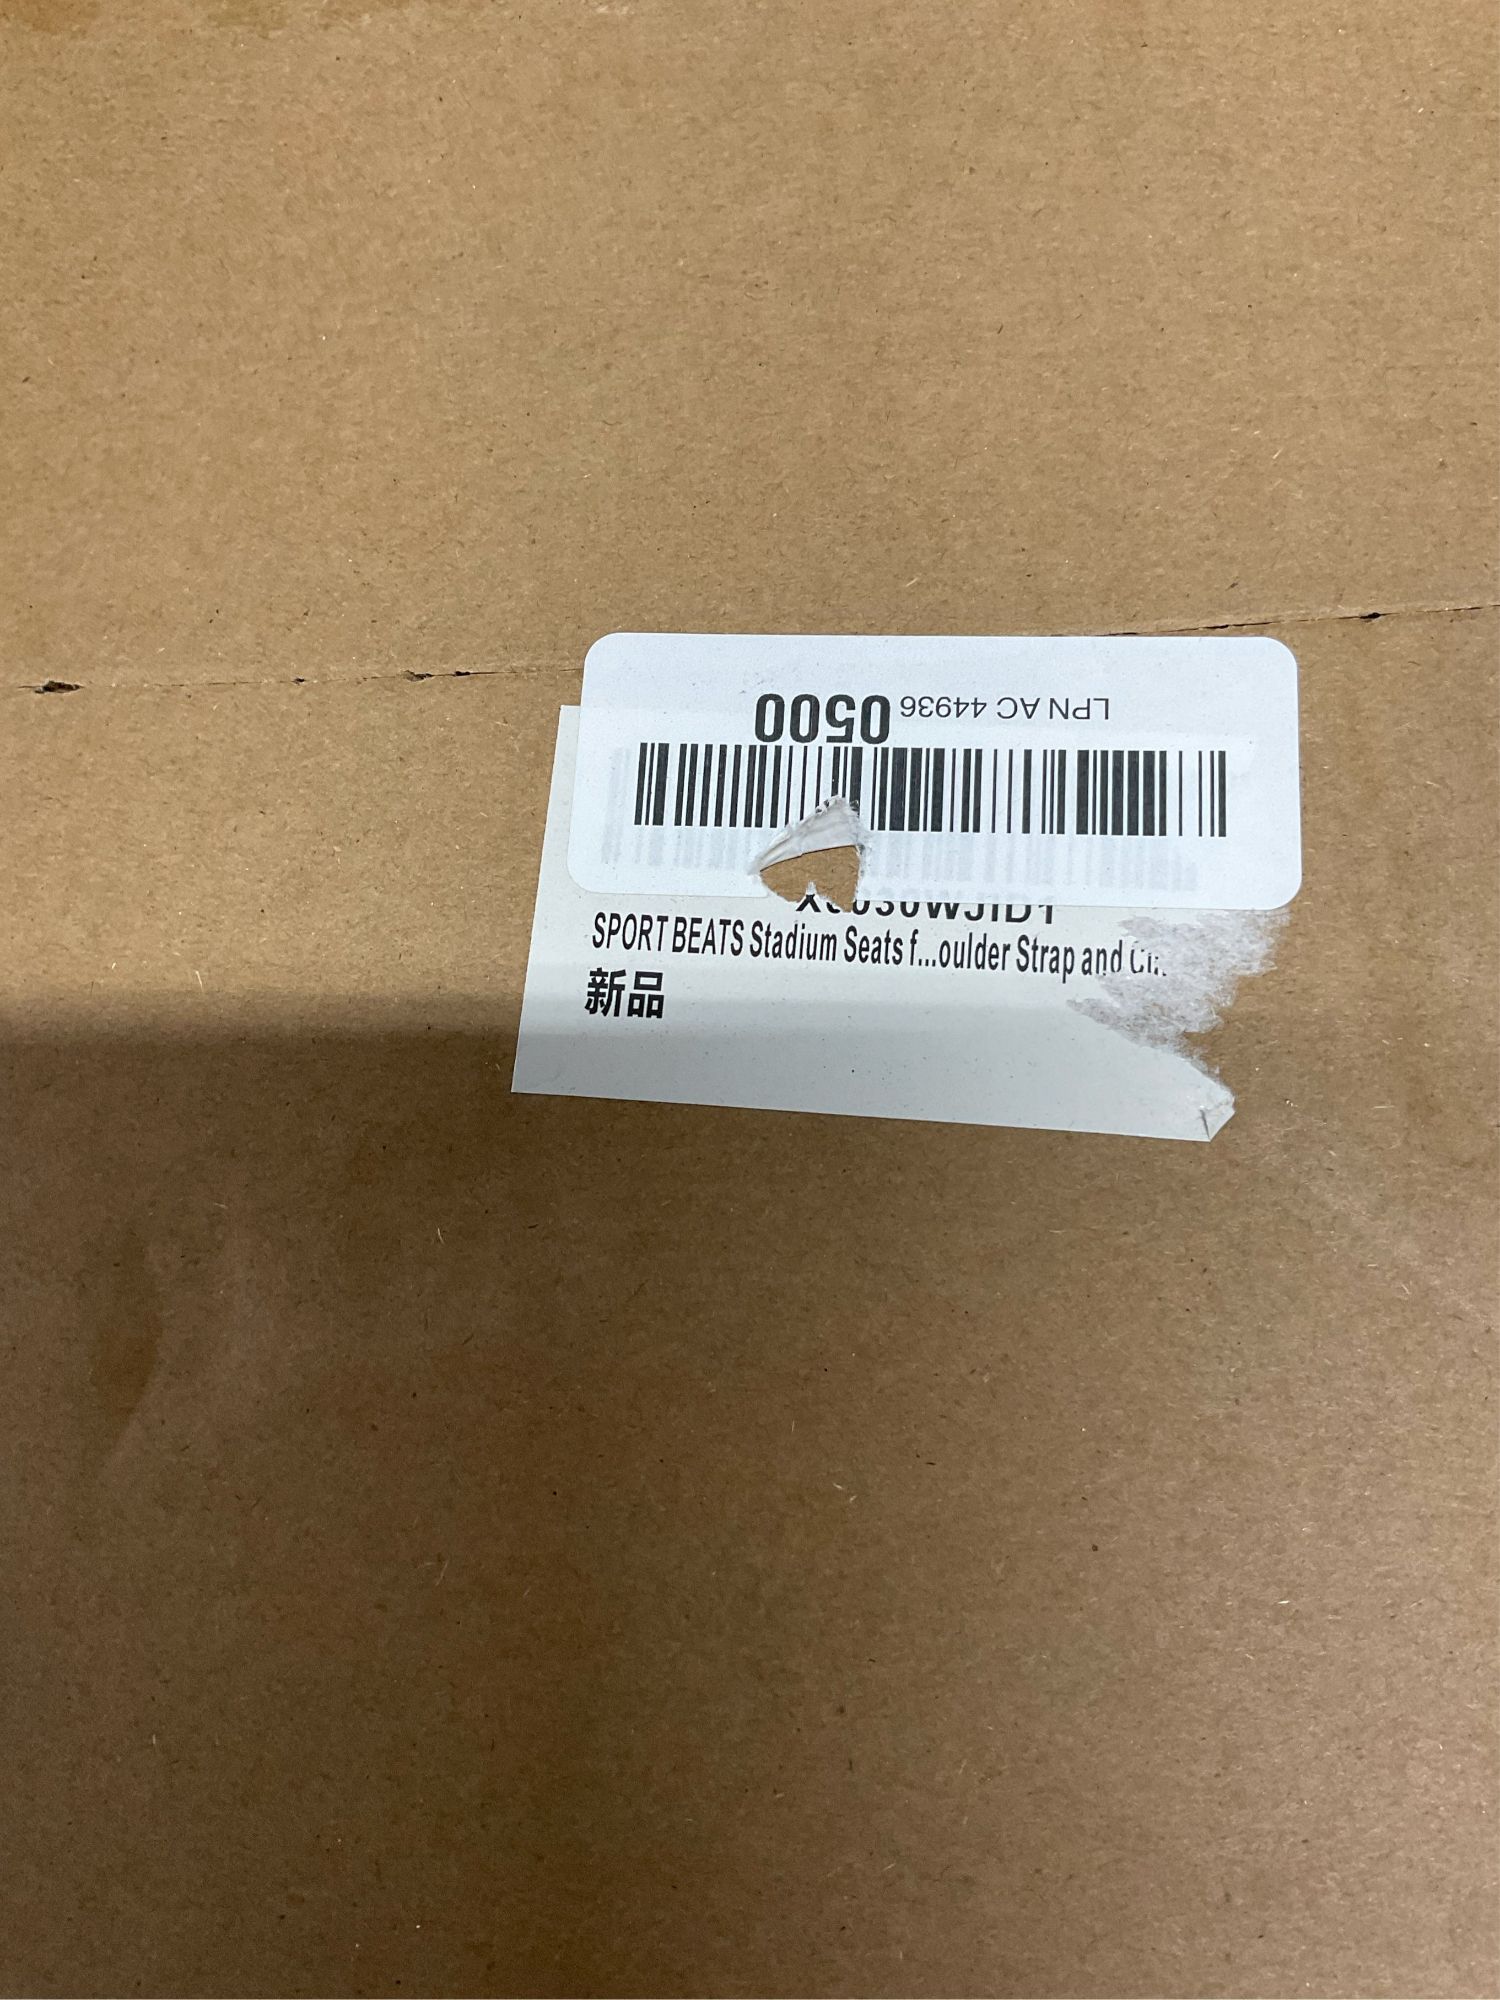 LPN AC 44936 0500
SPORT BEATS Stadium Seats f...oulder Strap and
新品